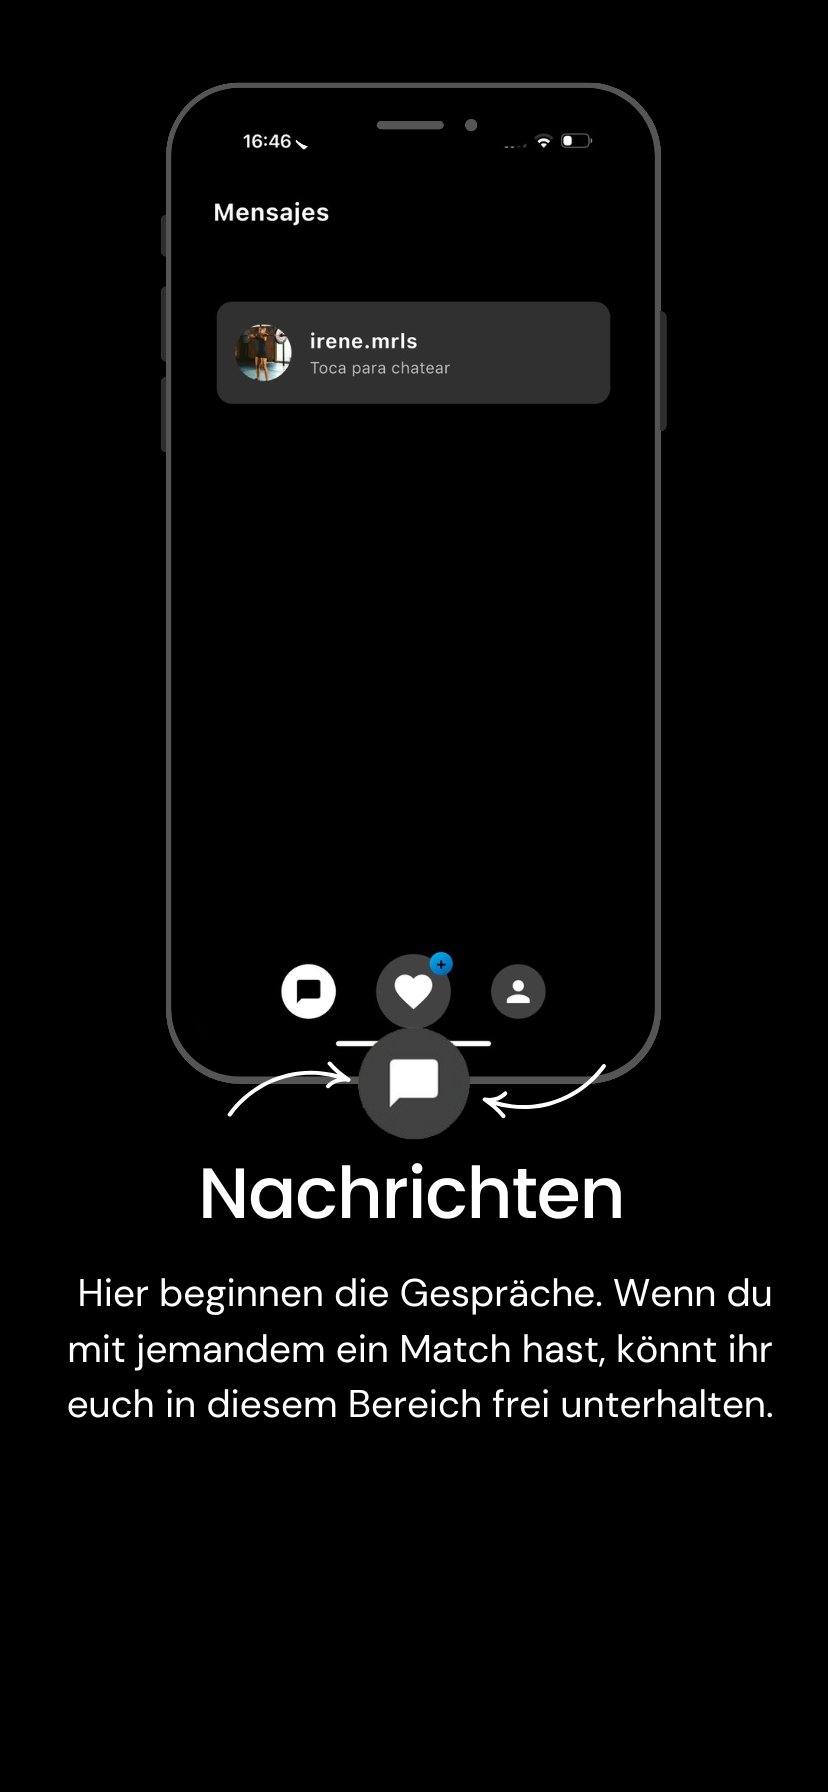 16:46
Mensajes
irene.mrls
Toca para chatear
Nachrichten
Hier beginnen die Gespräche. Wenn du
mit jemandem ein Match hast, könnt ihr
euch in diesem Bereich frei unterhalten.